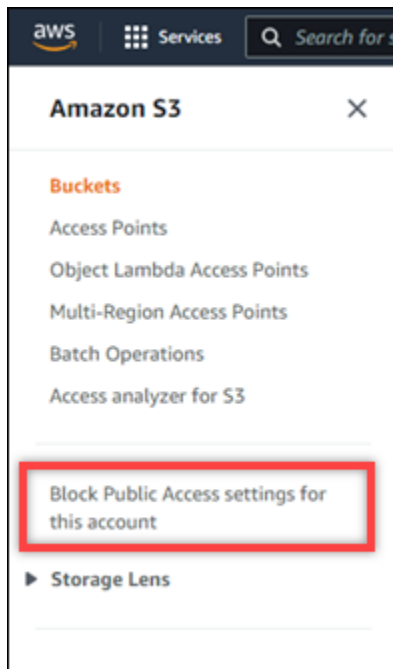 aws
Services
Search for
Amazon S3
Buckets
Access Points
Object Lambda Access Points
Multi-Region Access Points
Batch Operations
Access analyzer for S3
Block Public Access settings for
this account
Storage Lens